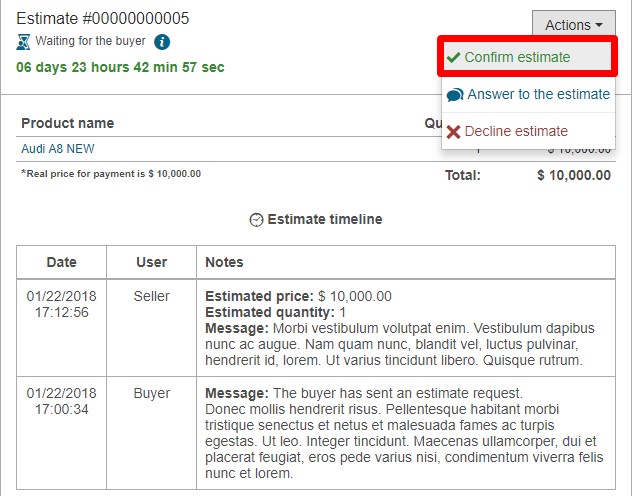 Estimate #00000000005
Actions
Waiting for the buyer
06 days 23 hours 42 min 57 sec
Confirm estimate
Answer to the estimate
Decline estimate
Product name
Audi A8 NEW
*Real price for payment is $ 10,000.00
Total: $ 10,000.00
Estimate timeline
Date User Notes
01/22/2018 Seller Estimated price: $ 10,000.00
17:12:56 Estimated quantity: 1
Message: Morbi vestibulum volutpat enim. Vestibulum dapibus
nunc ac augue. Nam quam nunc, blandit vel, luctus pulvinar,
hendrerit id, lorem. Ut varius tincidunt libero. Quisque rutrum.
01/22/2018 Buyer Message: The buyer has sent an estimate request.
17:00:34 Donec mollis hendrerit risus. Pellentesque habitant morbi
tristique senectus et netus et malesuada fames ac turpis
egestas. Ut leo. Integer tincidunt. Maecenas ullamcorper, dui et
placerat feugiat, eros pede varius nisi, condimentum viverra felis
nunc et lorem.